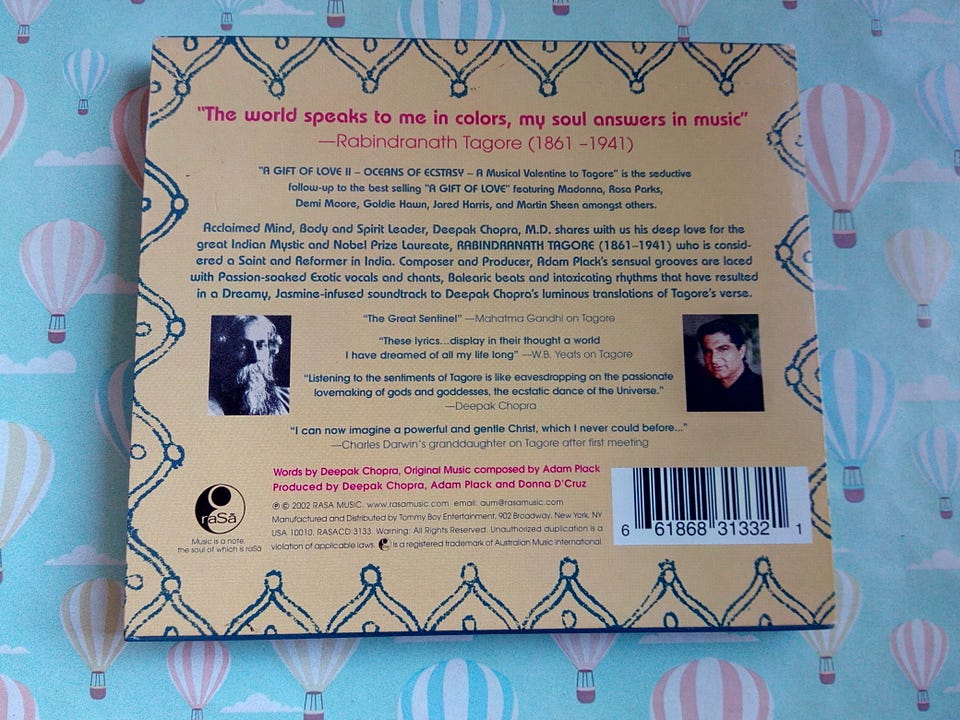 "The world speaks to me in colors, my soul answers in music"
—Rabindranath Tagore (1861 –1941)
"A GIFT OF LOVE II – OCEANS OF ECSTASY – A Musical Valentine to Tagore" is the seductive
follow-up to the best selling "A GIFT OF LOVE" featuring Madonna, Rosa Parks,
Demi Moore, Goldie Hawn, Jared Harris, and Martin Sheen amongst others.
Acclaimed Mind, Body and Spirit Leader, Deepak Chopra, M.D. shares with us his deep love for the
great Indian Mystic and Nobel Prize Laureate, RABINDRANATH TAGORE (1861-1941) who is consid-
ered a Saint and Reformer in India. Composer and Producer, Adam Plack's sensual grooves are laced
with Passion-soaked Exotic vocals and chants, Balearic beats and intoxicating rhythms that have resulted
in a Dreamy, Jasmine-infused soundtrack to Deepak Chopra's luminous translations of Tagore's verse.
"The Great Sentinel" —Mahatma Gandhi on Tagore
"These lyrics...display in their thought a world
I have dreamed of all my life long" —W.B. Yeats on Tagore
"Listening to the sentiments of Tagore is like eavesdropping on the passionate
lovemaking of gods and goddesses, the ecstatic dance of the Universe."
—Deepak Chopra
"I can now imagine a powerful and gentle Christ, which I never could before..."
—Charles Darwin's granddaughter on Tagore after first meeting
Words by Deepak Chopra, Original Music composed by Adam Plack
Produced by Deepak Chopra, Adam Plack and Donna D'Cruz
raSā
Music is a note,
the soul of which is raSā
℗ © 2002 RASA MUSIC. www.rasamusic.com email: aum@rasamusic.com
Manufactured and Distributed by Tommy Boy Entertainment. 902 Broadway, New York, NY
USA 10010. RASACD 3133. Warning: All Rights Reserved. Unauthorized duplication is a
violation of applicable laws. is a registered trademark of Australian Music International.
6 61868 31332 1